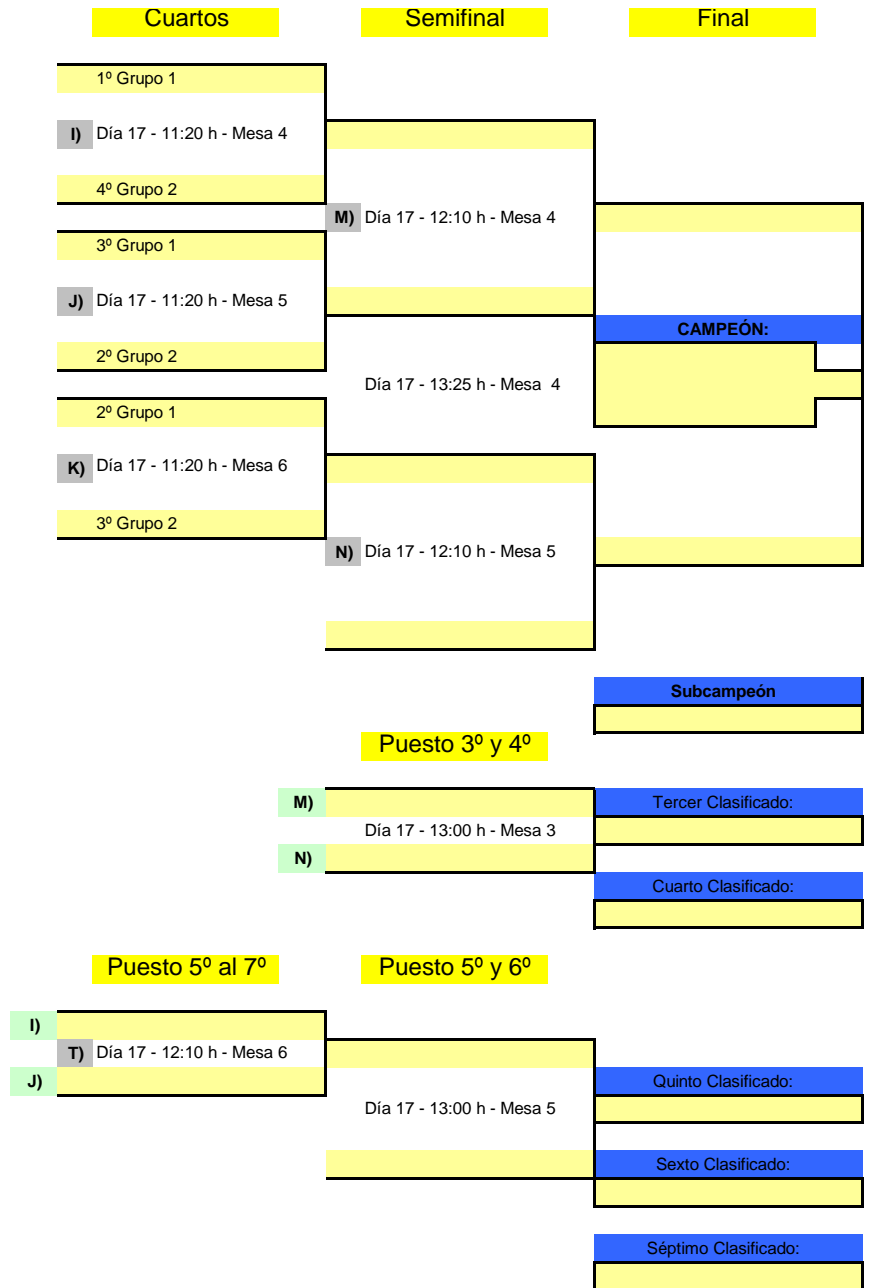 Cuartos Semifinal Final
1º Grupo 1
I) Día 17 - 11:20 h - Mesa 4
4º Grupo 2
M) Día 17 - 12:10 h - Mesa 4
3º Grupo 1
J) Día 17 - 11:20 h - Mesa 5
CAMPEÓN:
2º Grupo 2
Día 17 - 13:25 h - Mesa 4
2º Grupo 1
K) Día 17 - 11:20 h - Mesa 6
3º Grupo 2
N) Día 17 - 12:10 h - Mesa 5
Subcampeón
Puesto 3º y 4º
M) Tercer Clasificado:
Día 17 - 13:00 h - Mesa 3
N)
Cuarto Clasificado:
Puesto 5º al 7º Puesto 5º y 6º
I)
T) Día 17 - 12:10 h - Mesa 6
J) Quinto Clasificado:
Día 17 - 13:00 h - Mesa 5
Sexto Clasificado:
Séptimo Clasificado: